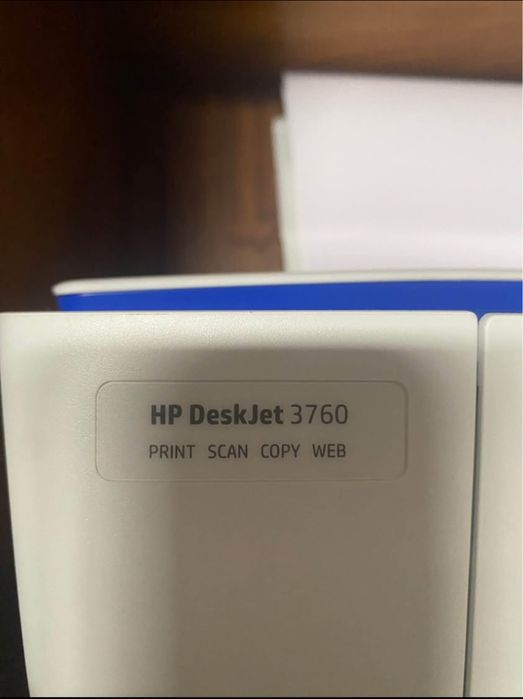 HP DeskJet 3760
PRINT SCAN COPY WEB